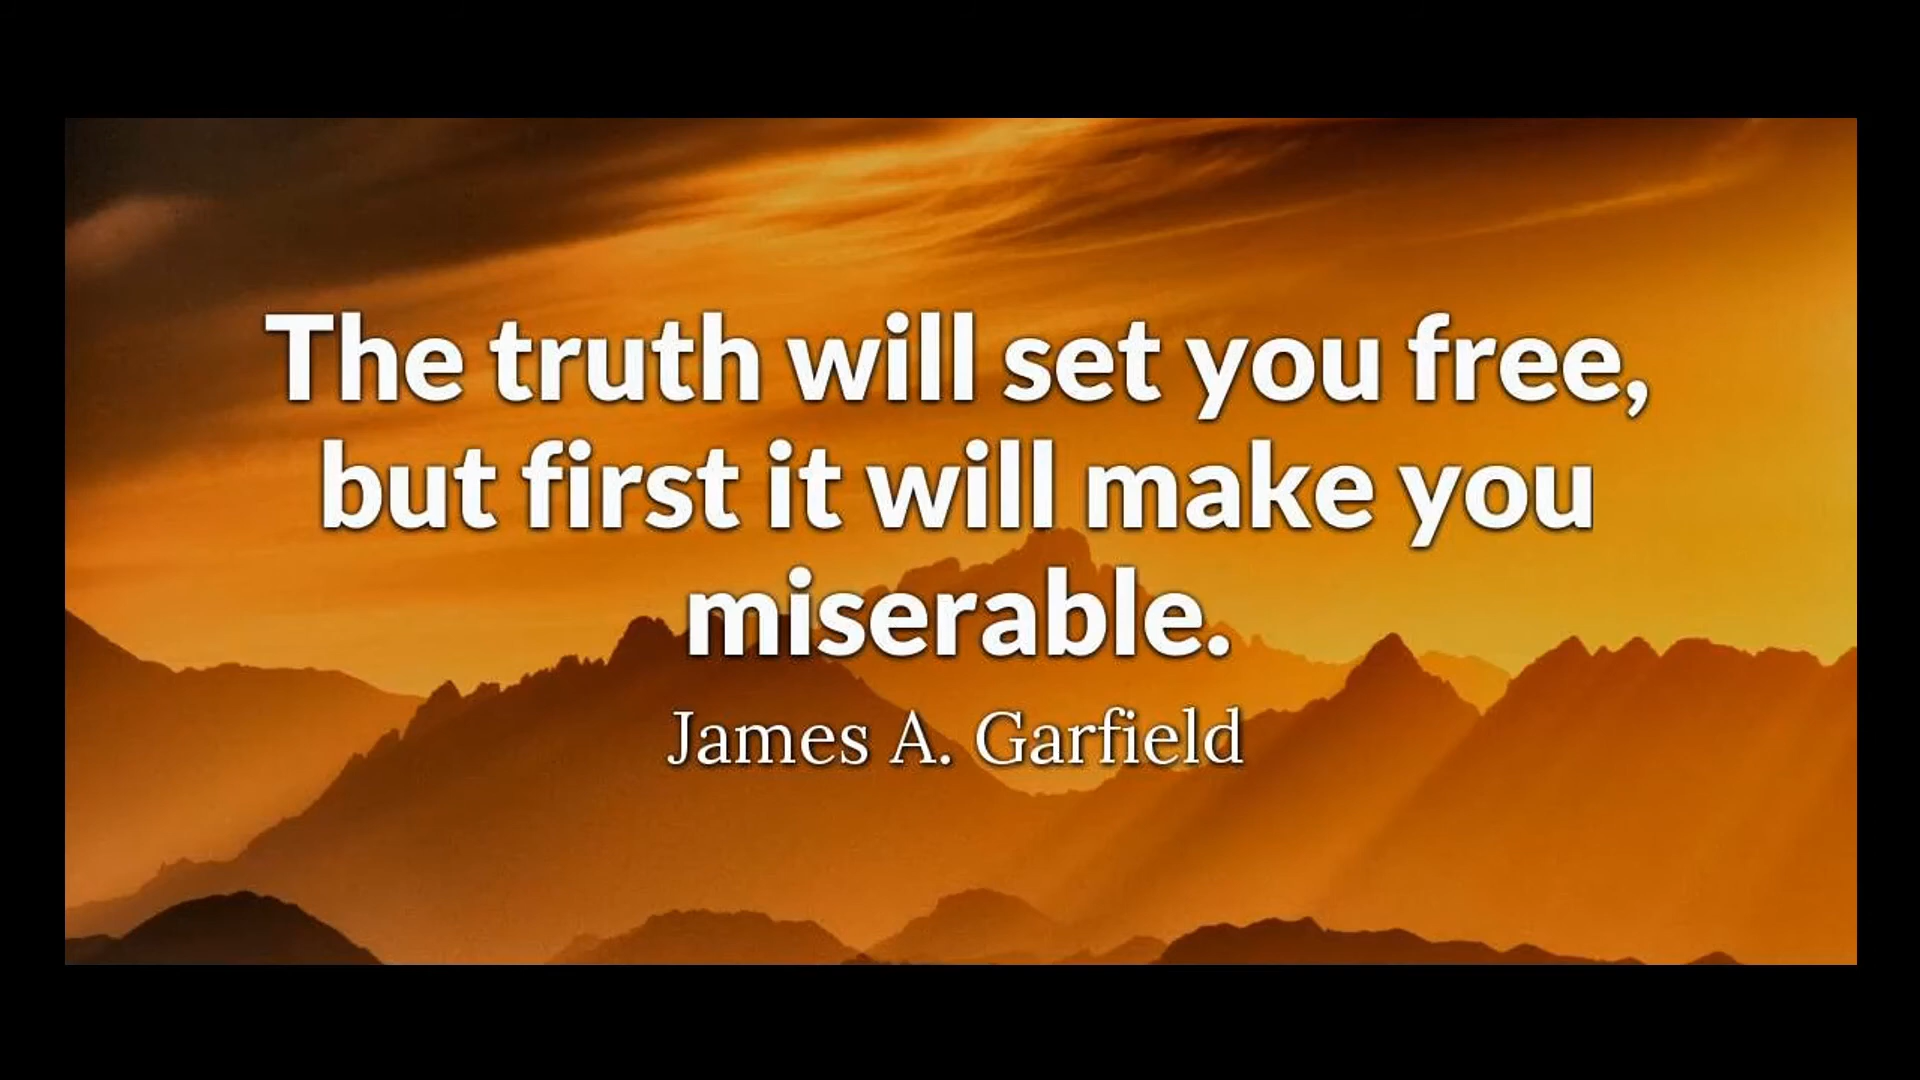 The truth will set you free,
but first it will make you
miserable.
James A. Garfield